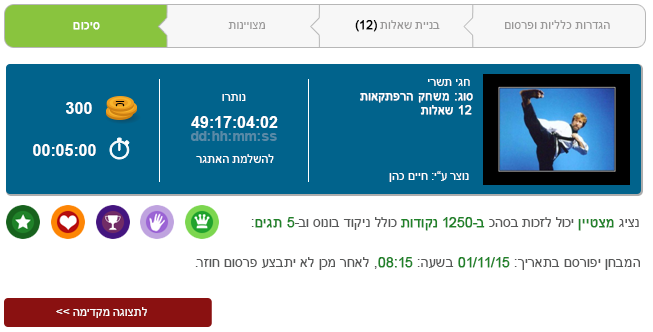 הגדרות כלליות ופרסום
בניית שאלות (12)
מצויינות
סיכום
חגי תשרי
סוג: משחק הרפתקאות
12 שאלות
נוצר ע"י: חיים כהן
נותרו
49:17:04:02
dd:hh:mm:ss
להשלמת האתגר
300
00:05:00
נציג מצטיין יכול לזכות בסהכ ב-1250 נקודות כולל ניקוד בונוס וב-5 תגים:
המבחן יפורסם בתאריך: 01/11/15 בשעה: 08:15, לאחר מכן לא יתבצע פרסום חוזר.
לתצוגה מקדימה >>